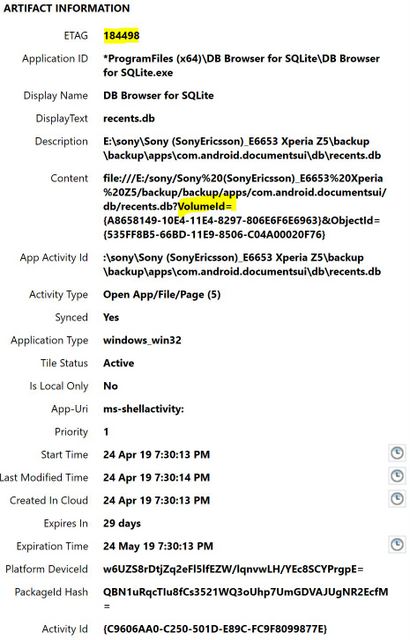 ARTIFACT INFORMATION
ETAG 184498
Application ID *ProgramFiles (x64)\DB Browser for SQLite\DB Browser
for SQLite.exe
Display Name DB Browser for SQLite
DisplayText recents.db
Description E:\sony\Sony (SonyEricsson)_E6653 Xperia Z5\backup
\backup\apps\com.android.documentsui\db\recents.db
Content file:///E:/sony/Sony%20(SonyEricsson)_E6653%20Xperia
%20Z5/backup/backup/apps/com.android.documentsui/
db/recents.db?VolumeId=
{A8658149-10E4-11E4-8297-806E6F6E6963}&ObjectId=
{535FF8B5-66BD-11E9-8506-C04A00020F76}
App Activity Id :\sony\Sony (SonyEricsson)_E6653 Xperia Z5\backup
\backup\apps\com.android.documentsui\db\recents.db
Activity Type Open App/File/Page (5)
Synced Yes
Application Type windows_win32
Tile Status Active
Is Local Only No
App-Uri ms-shellactivity:
Priority 1
Start Time 24 Apr 19 7:30:13 PM
Last Modified Time 24 Apr 19 7:30:14 PM
Created In Cloud 24 Apr 19 7:30:13 PM
Expires In 29 days
Expiration Time 24 May 19 7:30:13 PM
Platform DeviceId w6UZS8rDtjZq2eFl5lfEZW/lqnvwLH/YEc8SCYPrgpE=
PackageId Hash QBN1uRqcTIu8fCs3521WQ3oUhp7UmGDVAJUgNR2EcfM
=
Activity Id {C9606AA0-C250-501D-E89C-FC9F8099877E}